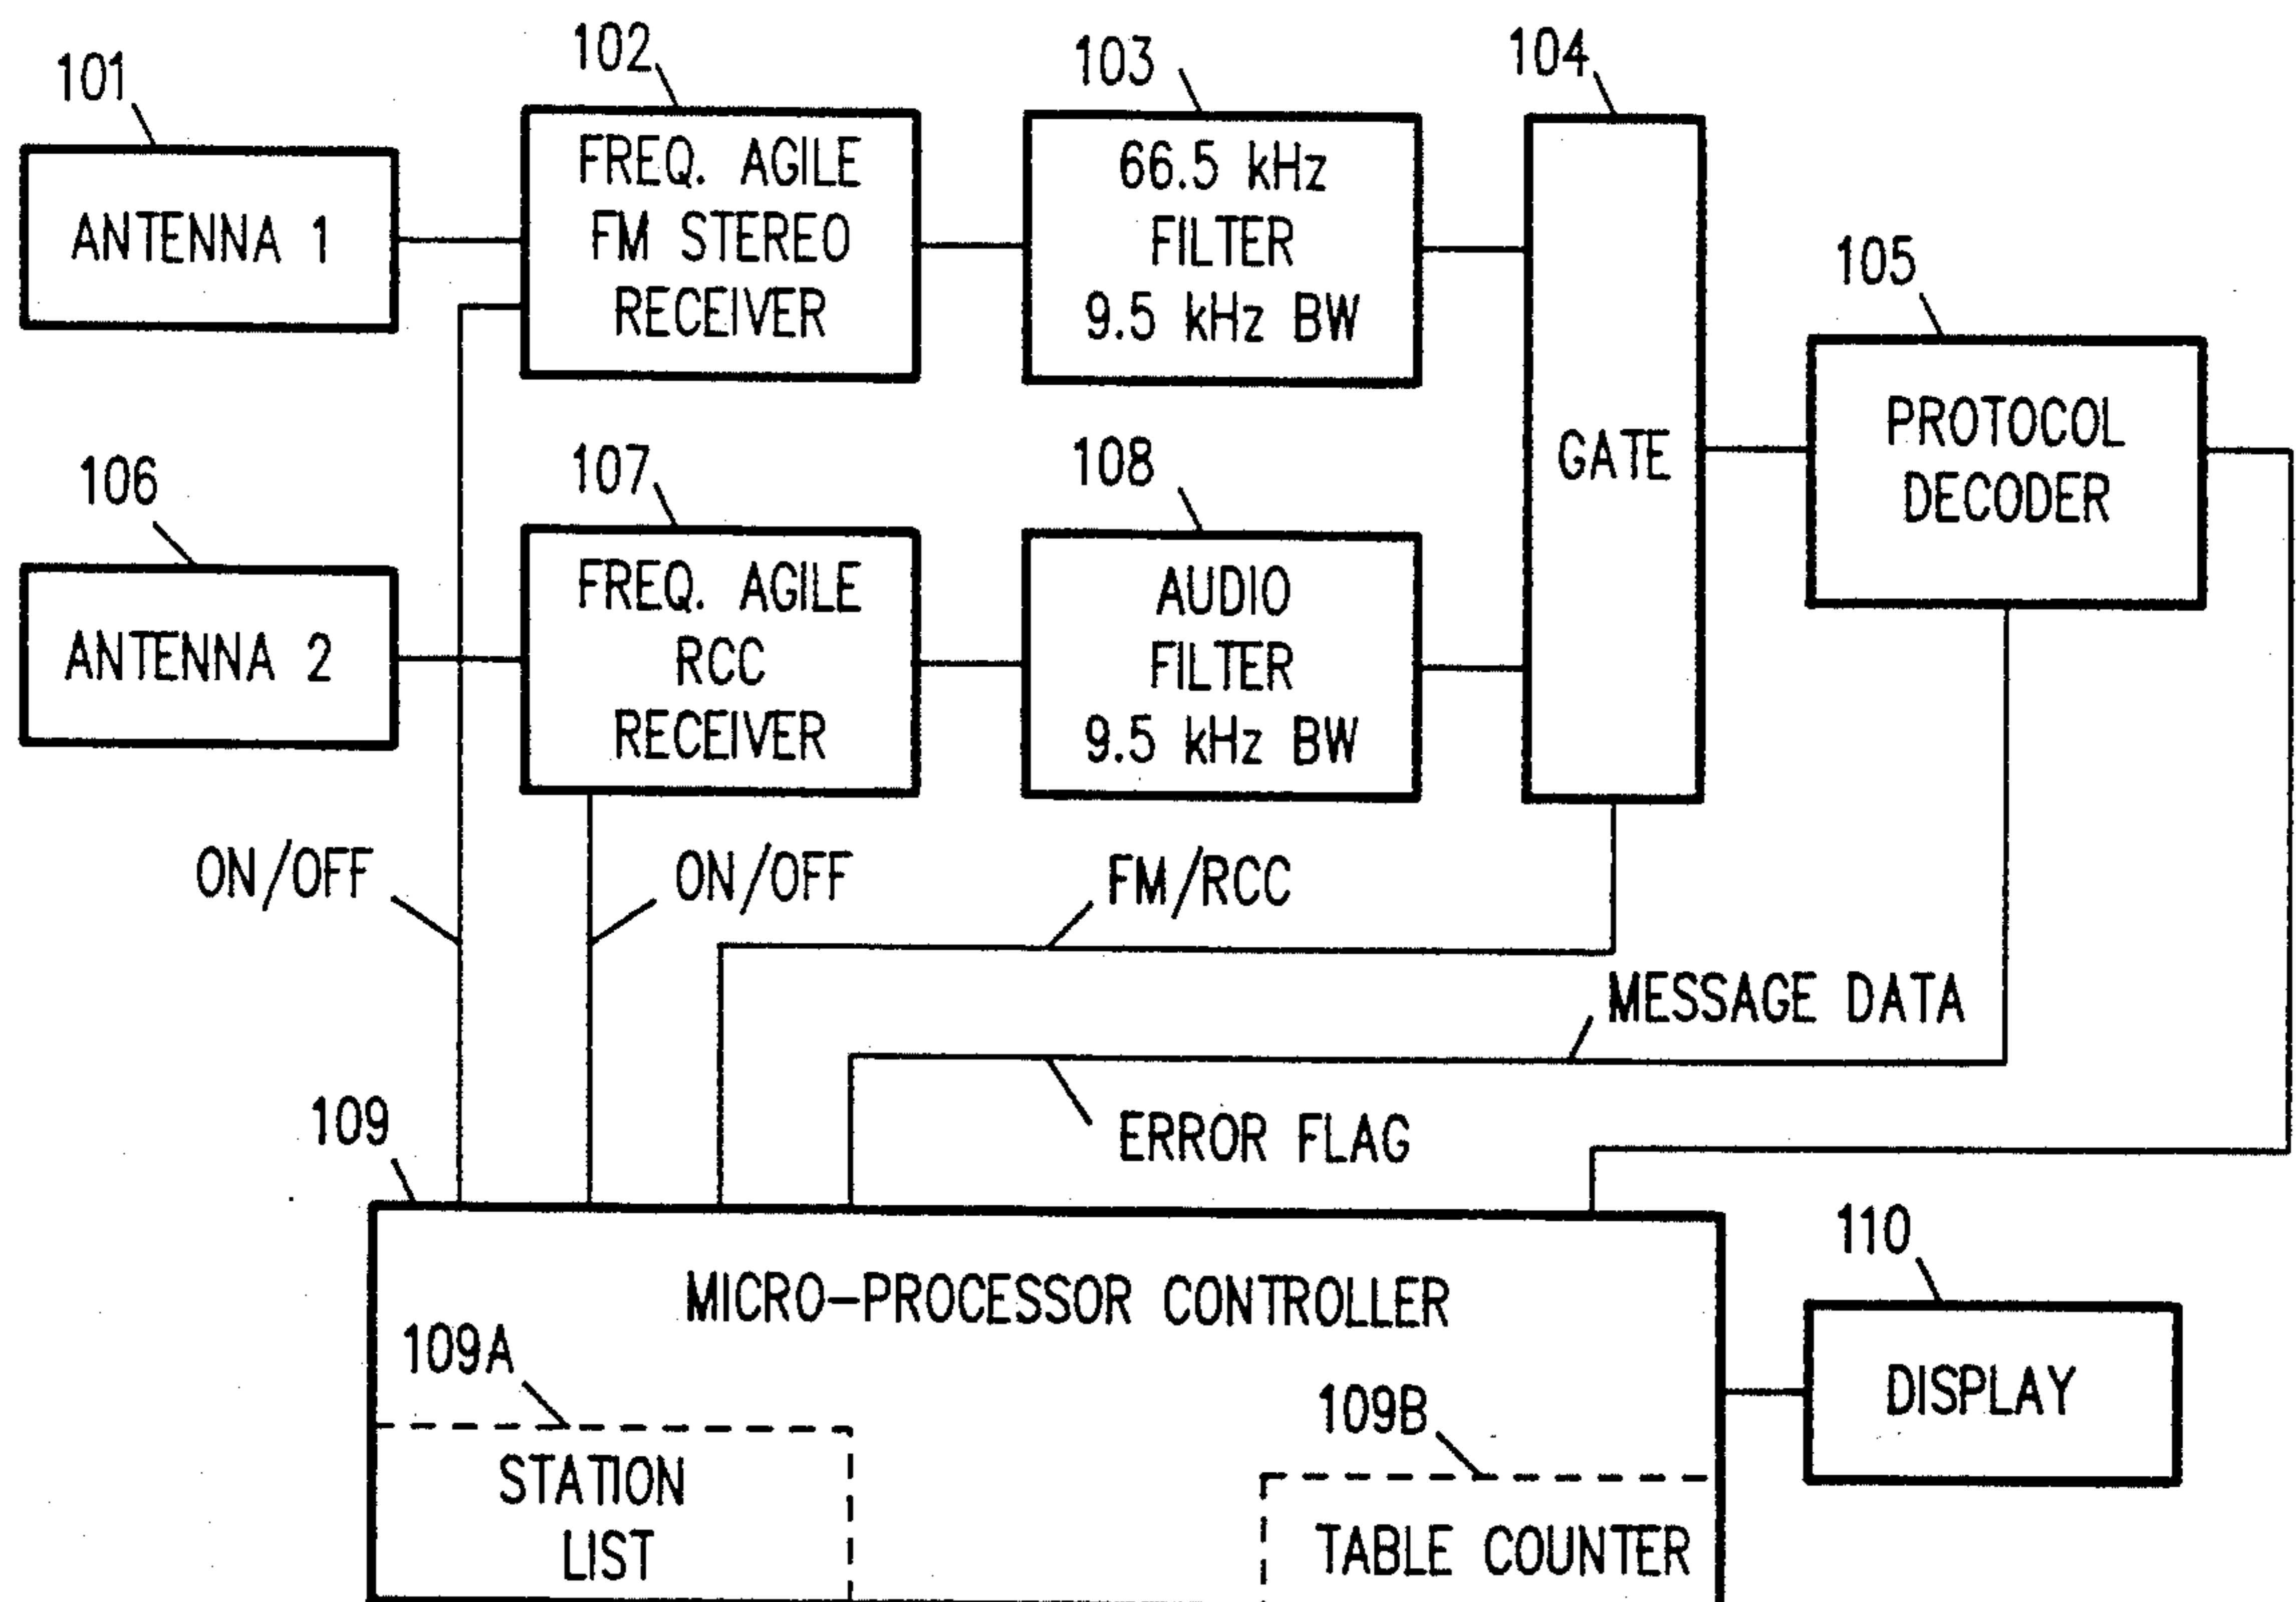 101
ANTENNA 1
102
FREQ. AGILE
FM STEREO
RECEIVER
103
66.5 kHz
FILTER
9.5 kHz BW
104
GATE
105
PROTOCOL
DECODER
106
ANTENNA 2
107
FREQ. AGILE
RCC
RECEIVER
108
AUDIO
FILTER
9.5 kHz BW
ON/OFF
ON/OFF
FM/RCC
MESSAGE DATA
ERROR FLAG
109
MICRO-PROCESSOR CONTROLLER
109A
STATION
LIST
109B
TABLE COUNTER
110
DISPLAY